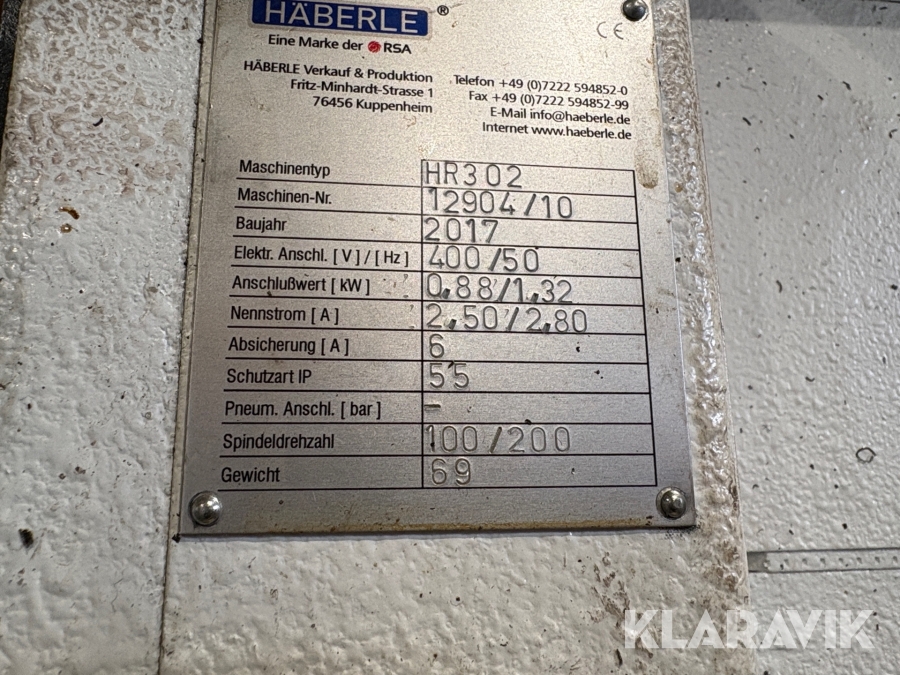 HÄBERLE ®
CE
Eine Marke der RSA
HÄBERLE Verkauf & Produktion
Fritz-Minhardt-Strasse 1
76456 Kuppenheim
Telefon +49 (0)7222 594852-0
Fax +49 (0)7222 594852-99
E-Mail info@haeberle.de
Internet www.haeberle.de
Maschinentyp HR302
Maschinen-Nr. 12904/10
Baujahr 2017
Elektr. Anschl. [ V ] / [ Hz ] 400/50
Anschlußwert [ kW ] 0,88/1,32
Nennstrom [ A ] 2,50/2,80
Absicherung [ A ] 6
Schutzart IP 55
Pneum. Anschl. [ bar ] -
Spindeldrehzahl 100/200
Gewicht 69
KLARAVIK